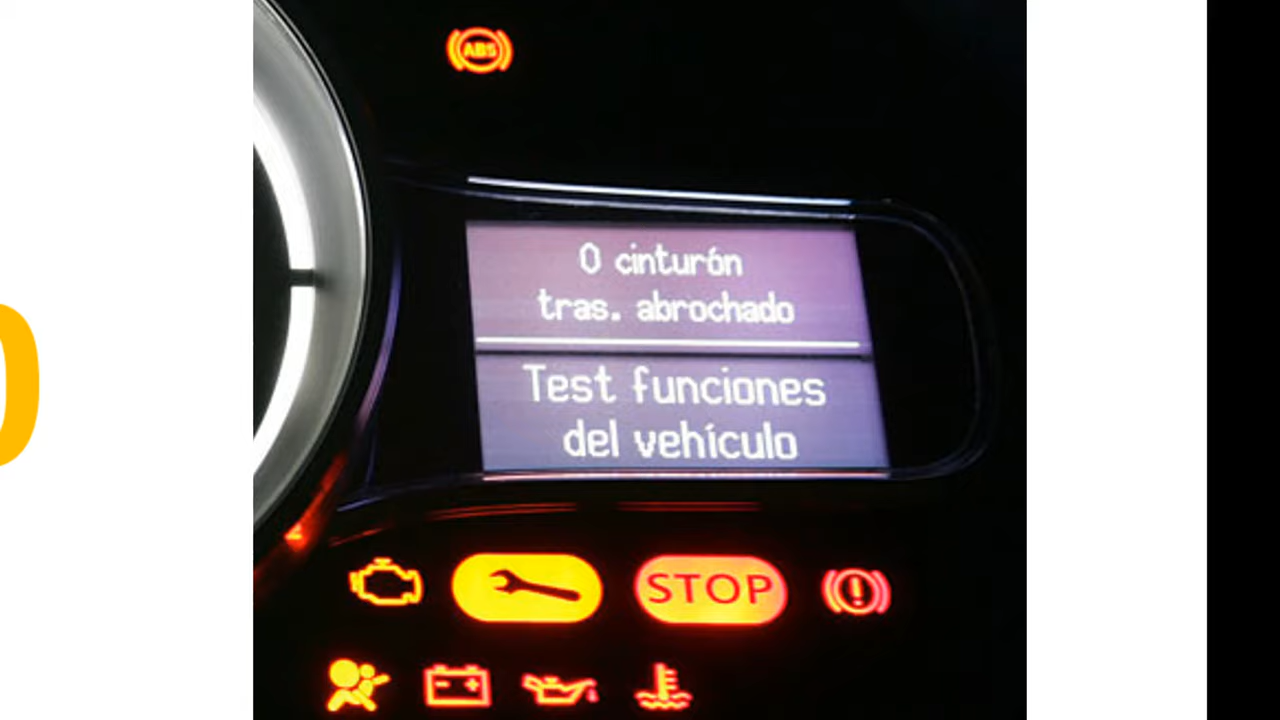 ABS
0 cinturón
tras. abrochado
Test funciones
del vehículo
STOP